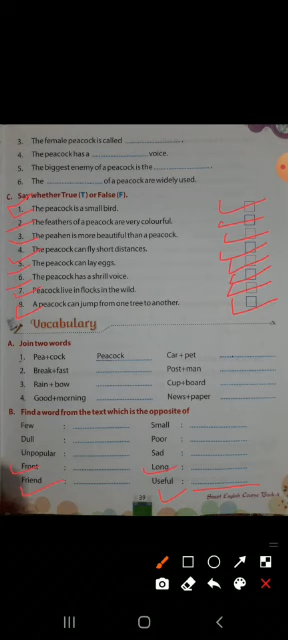 3. The female peacock is called
4. The peacock has a voice.
5. The biggest enemy of a peacock is the
6. The of a peacock are widely used.
C. Say whether True (T) or False (F).
1. The peacock is a small bird.
2. The feathers of a peacock are very colourful.
3. The peahen is more beautiful than a peacock.
4. The peacock can fly short distances.
5. The peacock can lay eggs.
6. The peacock has a shrill voice.
7. Peacock live in flocks in the wild.
8. A peacock can jump from one tree to another.
Vocabulary
A. Join two words
1. Pea+cock Peacock Car+ pet
2. Break+fast Post+man
3. Rain + bow Cup+board
4. Good+morning News+paper
B. Find a word from the text which is the opposite of
Few : Small :
Dull : Poor :
Unpopular : Sad :
Front : Long :
Friend : Useful :
39 Smart English Course Book-4